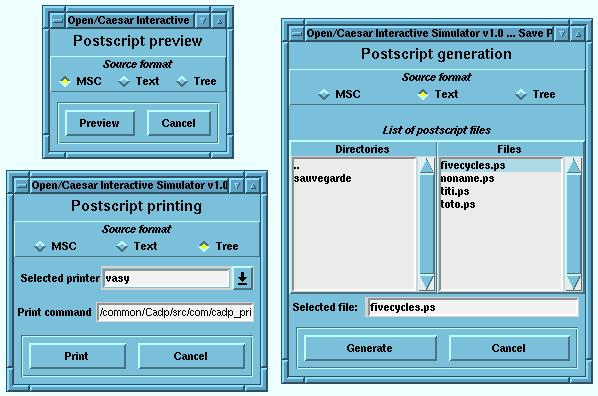 Open/Caesar Interactive
Postscript preview
Source format
MSC Text Tree
Preview Cancel
Open/Caesar Interactive Simulator v1.0
Postscript printing
Source format
MSC Text Tree
Selected printer vasy
Print command /common/Cadp/src/com/cadp_pri
Print Cancel
Open/Caesar Interactive Simulator v1.0 ... Save P
Postscript generation
Source format
MSC Text Tree
List of postscript files
Directories Files
.. fivecycles.ps
sauvegarde noname.ps
titi.ps
toto.ps
Selected file: fivecycles.ps
Generate Cancel